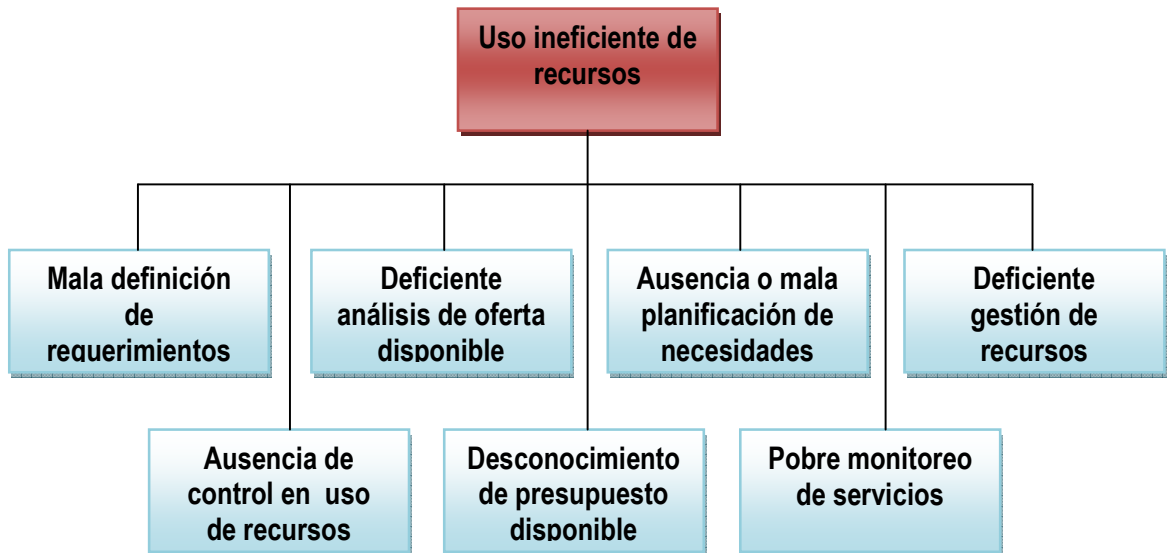 Uso ineficiente de
recursos
Mala definición
de
requerimientos
Deficiente
análisis de oferta
disponible
Ausencia o mala
planificación de
necesidades
Deficiente
gestión de
recursos
Ausencia de
control en uso
de recursos
Desconocimiento
de presupuesto
disponible
Pobre monitoreo
de servicios